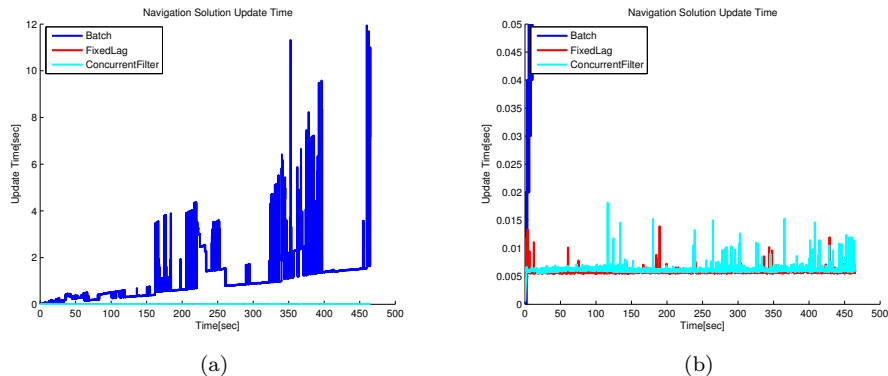 Navigation Solution Update Time
12
10
8
6
4
2
0
Update Time[sec]
Batch
FixedLag
ConcurrentFilter
0 50 100 150 200 250 300 350 400 450 500
Time[sec]
(a)
Navigation Solution Update Time
0.05
0.045
0.04
0.035
0.03
0.025
0.02
0.015
0.01
0.005
0
Update Time[sec]
Batch
FixedLag
ConcurrentFilter
0 50 100 150 200 250 300 350 400 450 500
Time[sec]
(b)